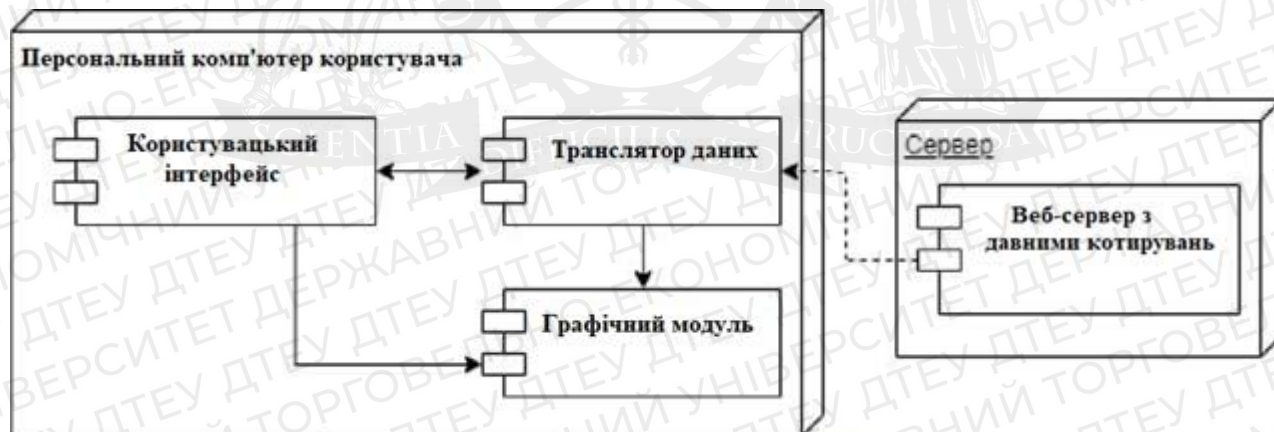 Персональний комп'ютер користувача
Користувацький
інтерфейс
Транслятор даних
Графічний модуль
Сервер
Веб-сервер з
давними котирувань